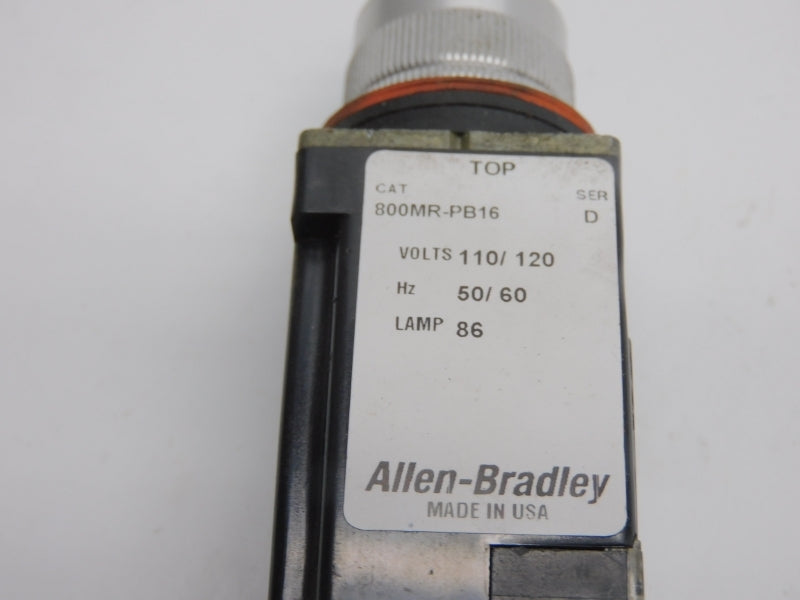 TOP
CAT SER
800MR-PB16 D
VOLTS 110/ 120
Hz 50/ 60
LAMP 86
Allen-Bradley
MADE IN USA